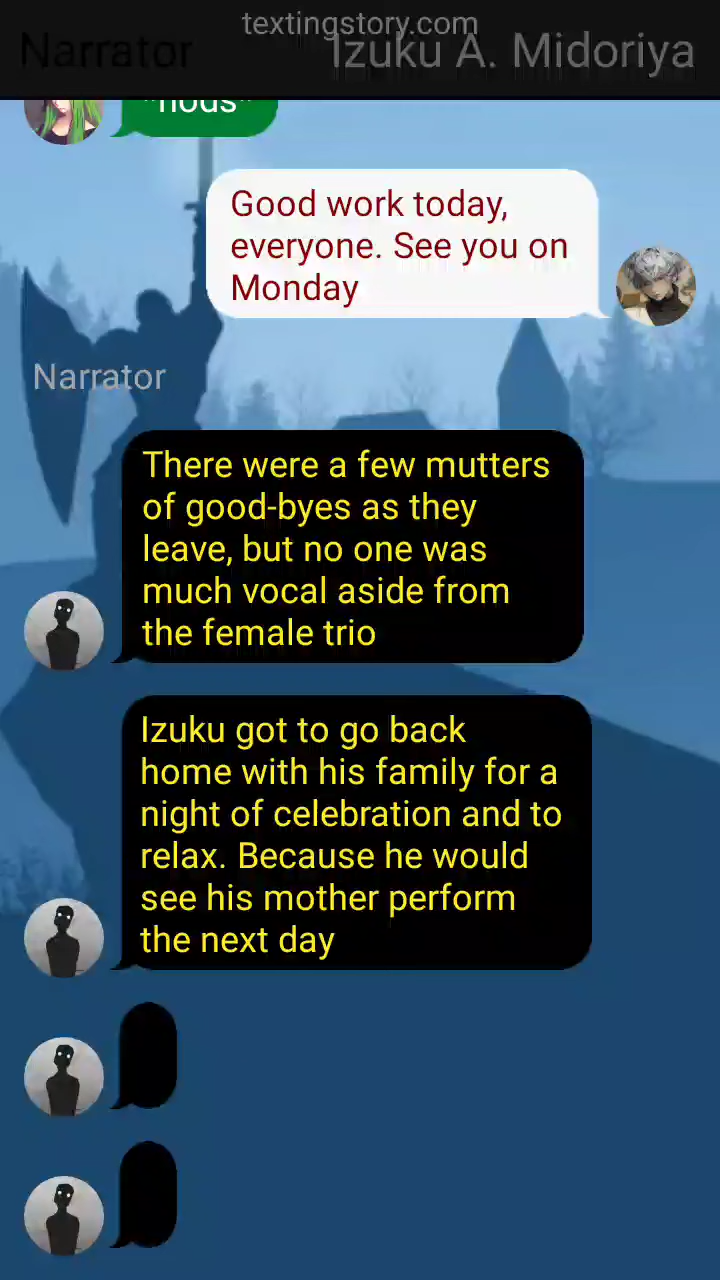 textingstory.com
Narrator
Izuku A. Midoriya
*nods*
Good work today,
everyone. See you on
Monday
Narrator
There were a few mutters
of good-byes as they
leave, but no one was
much vocal aside from
the female trio
Izuku got to go back
home with his family for a
night of celebration and to
relax. Because he would
see his mother perform
the next day